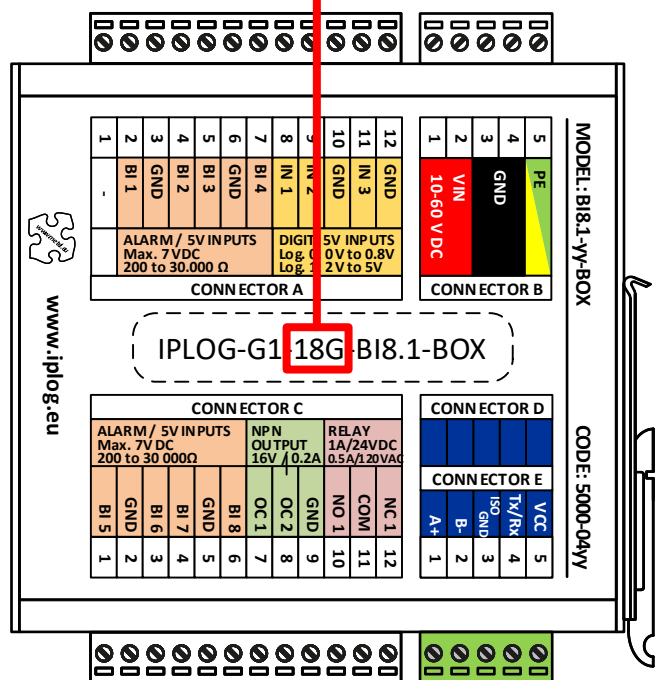 1 2 3 4 5 6 7 8 9 10 11 12
- BI 1 GND BI 2 BI 3 GND BI 4 IN 1 IN 2 GND IN 3 GND
ALARM / 5V INPUTS
Max. 7VDC
200 to 30.000 Ω
DIGIT 5V INPUTS
Log. 0 0V to 0.8V
Log. 1 2V to 5V
CONNECTOR A
1 2 3 4 5
VIN
10-60 V DC
GND
PE
CONNECTOR B
MODEL: BI8.1-yy-BOX
www.iplog.eu
IPLOG-G1-18G-BI8.1-BOX
CONNECTOR C
ALARM / 5V INPUTS
Max. 7V DC
200 to 30 000Ω
NPN
OUTPUT
16V / 0.2A
RELAY
1A/24VDC
0.5A/120VAC
BI 5 GND BI 6 BI 7 GND BI 8 OC 1 OC 2 GND NO 1 COM NC 1
1 2 3 4 5 6 7 8 9 10 11 12
CONNECTOR D
CONNECTOR E
A+ B- ISO GND Tx/Rx VCC
1 2 3 4 5
CODE: 5000-04yy